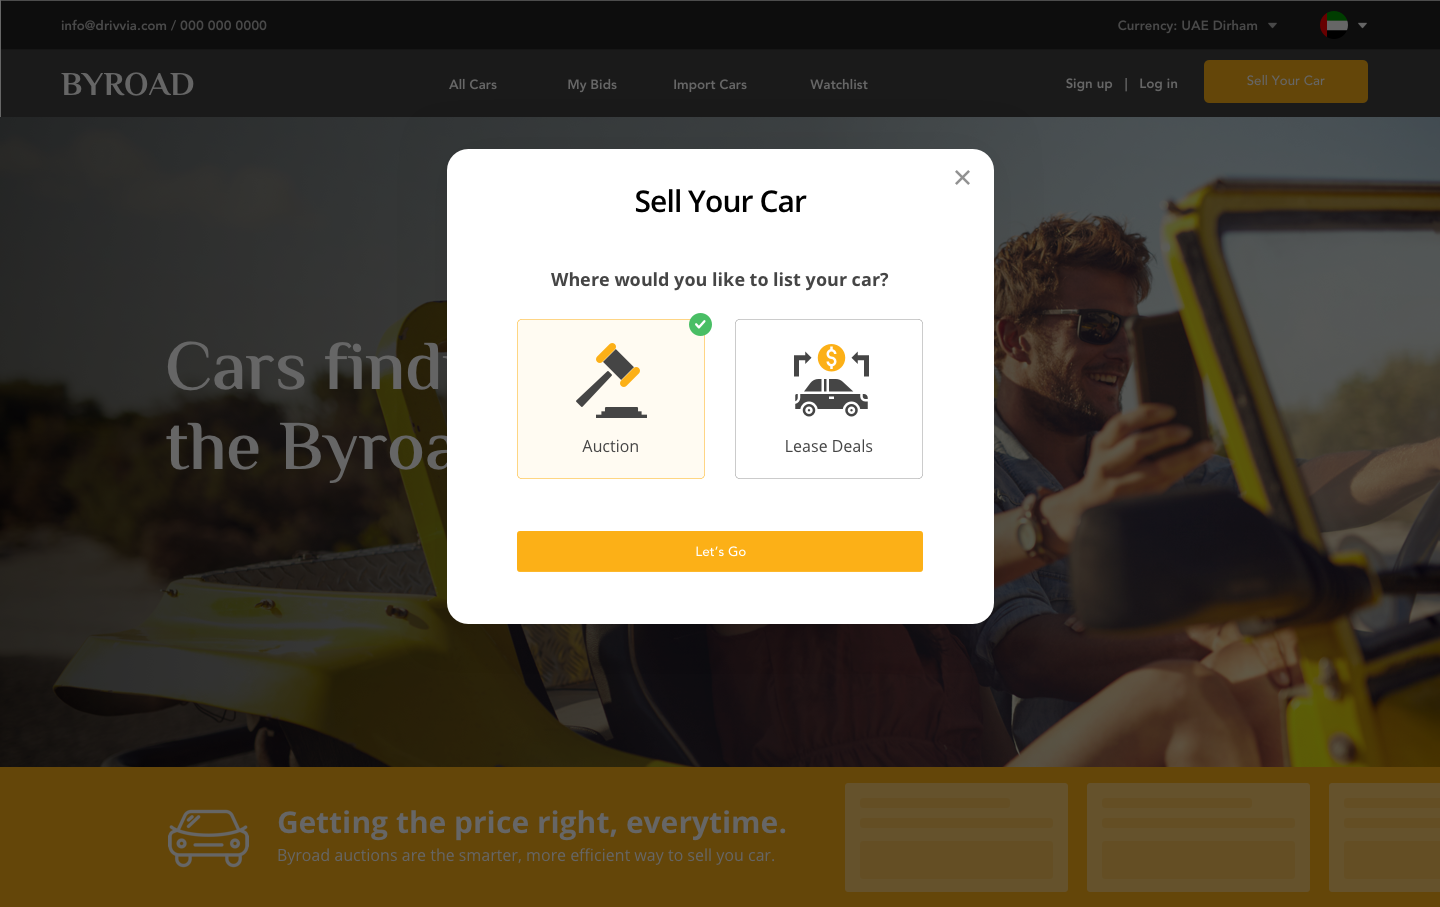 info@drivvia.com / 000 000 0000
Currency: UAE Dirham
BYROAD
All Cars
My Bids
Import Cars
Watchlist
Sign up | Log in
Sell Your Car
Sell Your Car
Where would you like to list your car?
$
Auction
Lease Deals
Let's Go
Cars find
the Byroa
Getting the price right, everytime.
Byroad auctions are the smarter, more efficient way to sell you car.